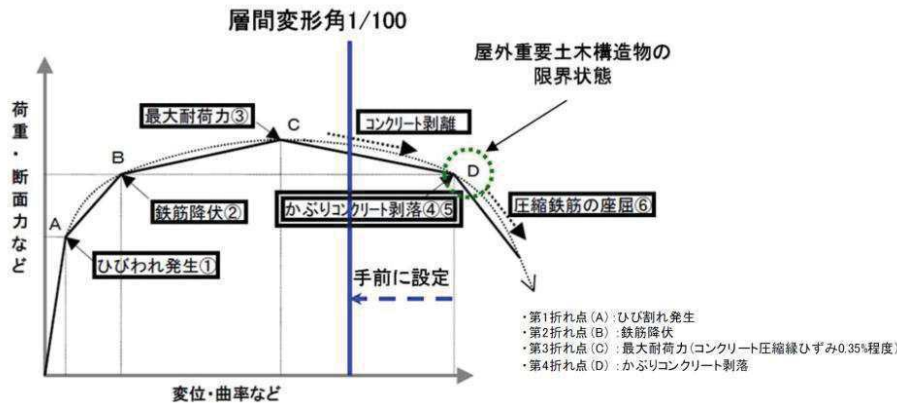 層間変形角1/100
屋外重要土木構造物の
限界状態
荷重・断面力など
最大耐荷力③
C
コンクリート剥離
B
D
鉄筋降伏②
かぶりコンクリート剥落④⑤
圧縮鉄筋の座屈⑥
A
ひびわれ発生①
手前に設定
変位・曲率など
・第1折れ点(A):ひび割れ発生
・第2折れ点(B):鉄筋降伏
・第3折れ点(C):最大耐荷力(コンクリート圧縮縁ひずみ0.35%程度)
・第4折れ点(D):かぶりコンクリート剥落